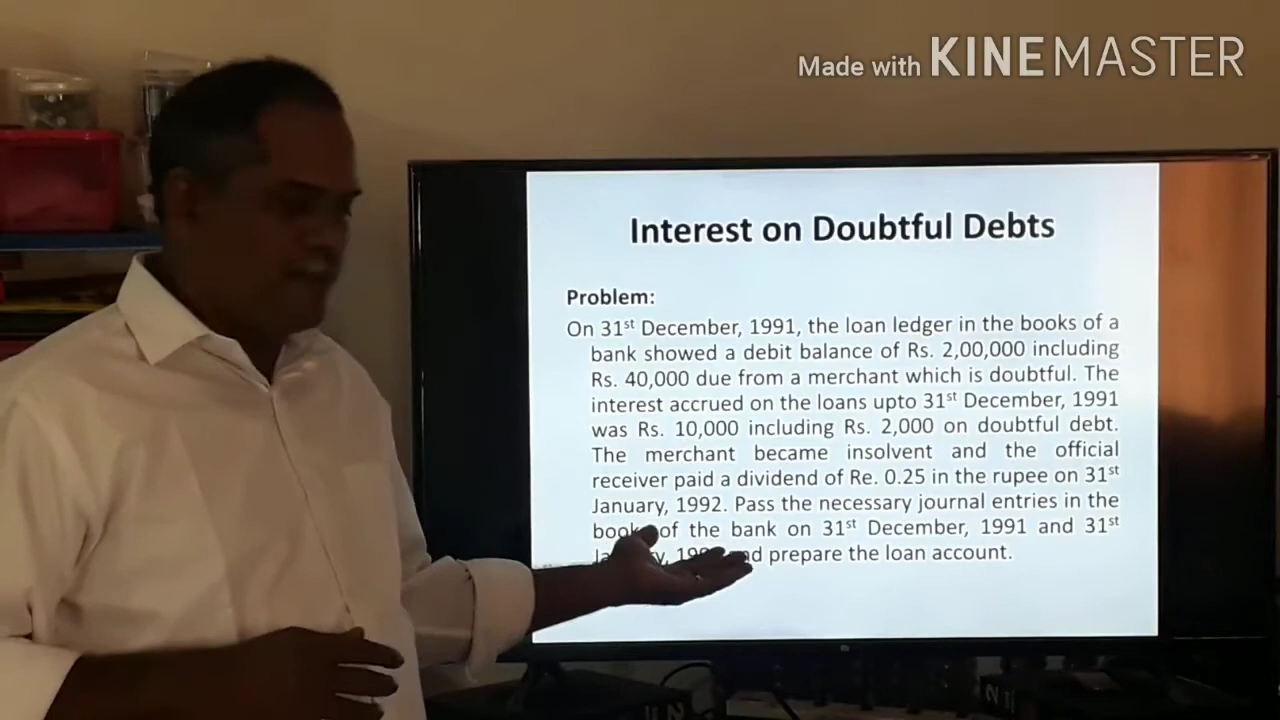 Made with KINEMASTER
Interest on Doubtful Debts
Problem:
On 31st December, 1991, the loan ledger in the books of a
bank showed a debit balance of Rs. 2,00,000 including
Rs. 40,000 due from a merchant which is doubtful. The
interest accrued on the loans upto 31st December, 1991
was Rs. 10,000 including Rs. 2,000 on doubtful debt.
The merchant became insolvent and the official
receiver paid a dividend of Re. 0.25 in the rupee on 31st
January, 1992. Pass the necessary journal entries in the
of the bank on 31st December, 1991 and 31st
prepare the loan account.